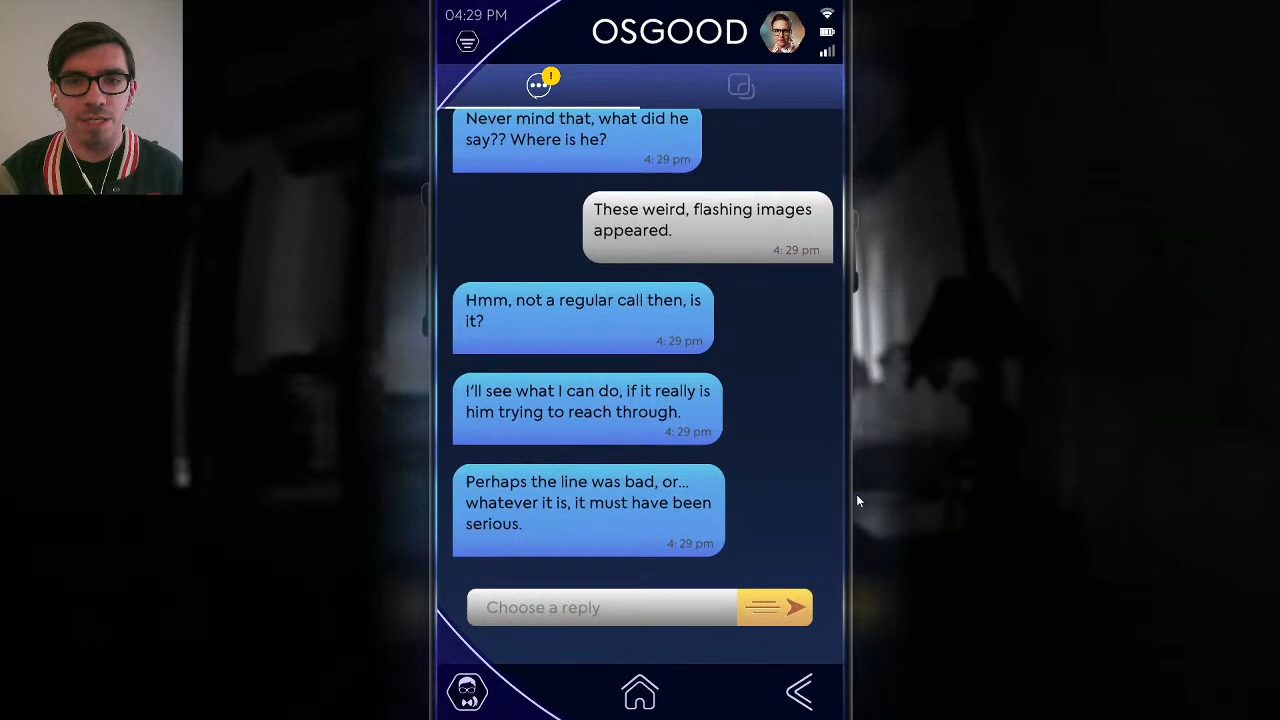 04:29 PM
OSGOOD
!
Never mind that, what did he
say?? Where is he?
4: 29 pm
These weird, flashing images
appeared.
4: 29 pm
Hmm, not a regular call then, is
it?
4: 29 pm
I'll see what I can do, if it really is
him trying to reach through.
4: 29 pm
Perhaps the line was bad, or...
whatever it is, it must have been
serious.
4: 29 pm
Choose a reply